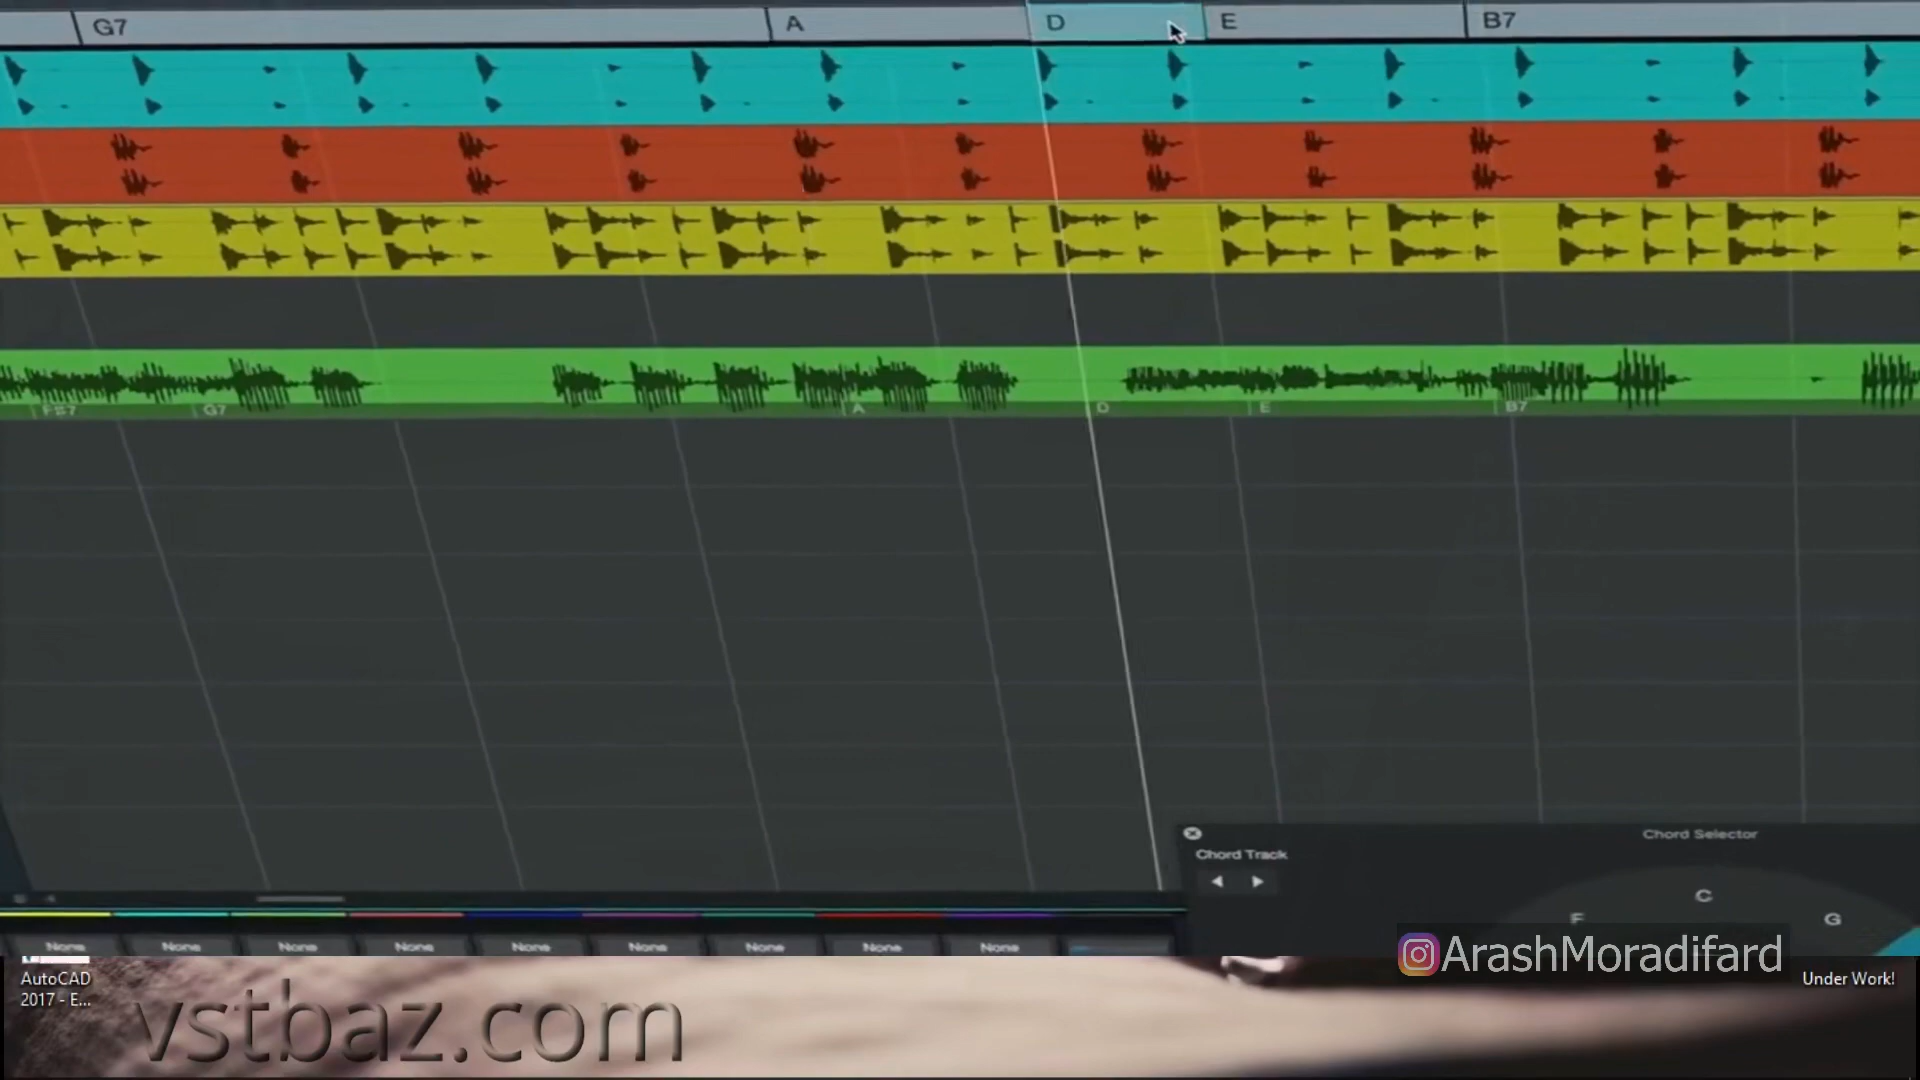 G7 A D E B7
F#7 G7 A D E B7
Chord Selector
Chord Track
C
F G
None None None None None None None None None
ArashMoradifard
AutoCAD
2017 - E...
Under Work!
vstbaz.com